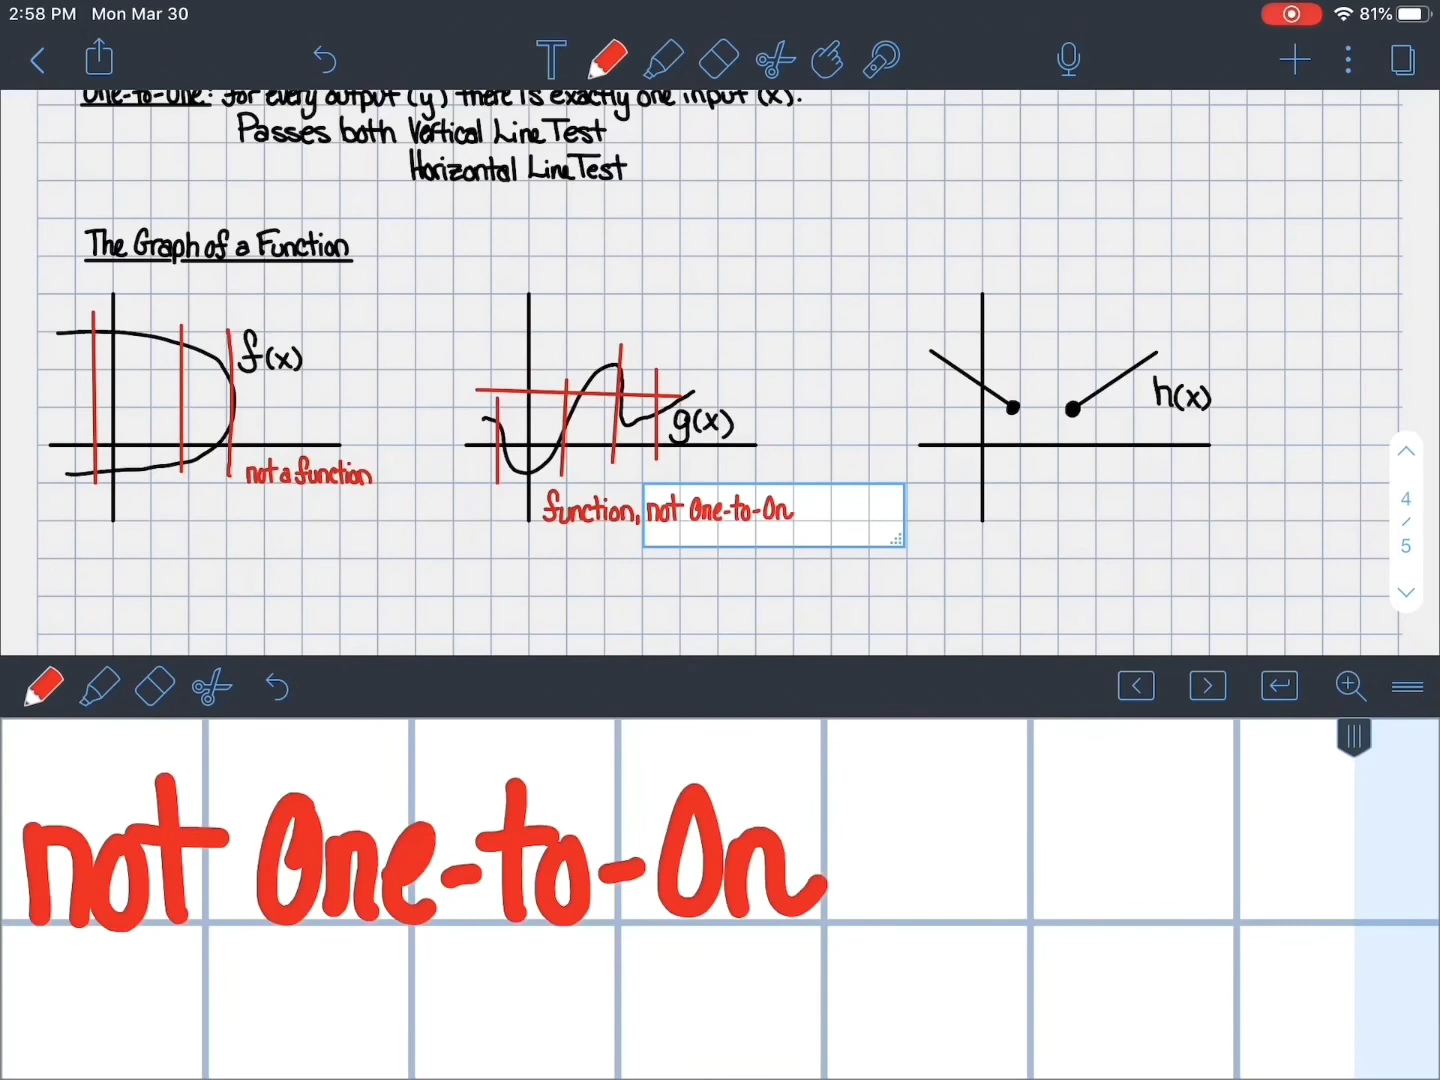 2:58 PM Mon Mar 30
81%
One-to-One: for every output (y) there is exactly one input (x).
Passes both Vertical Line Test
Horizontal Line Test
The Graph of a Function
f(x)
g(x)
h(x)
not a function
function, not One-to-On
4
/
5
not One-to-On